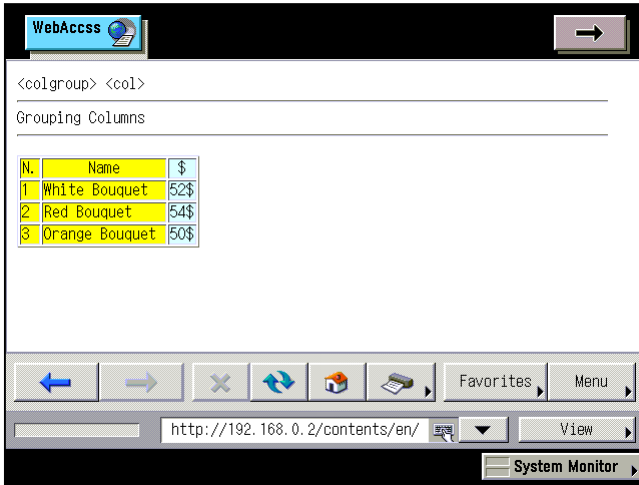 WebAccss
<colgroup> <col>
Grouping Columns
N. Name $
1 White Bouquet 52$
2 Red Bouquet 54$
3 Orange Bouquet 50$
Favorites Menu
http://192.168.0.2/contents/en/ View
System Monitor